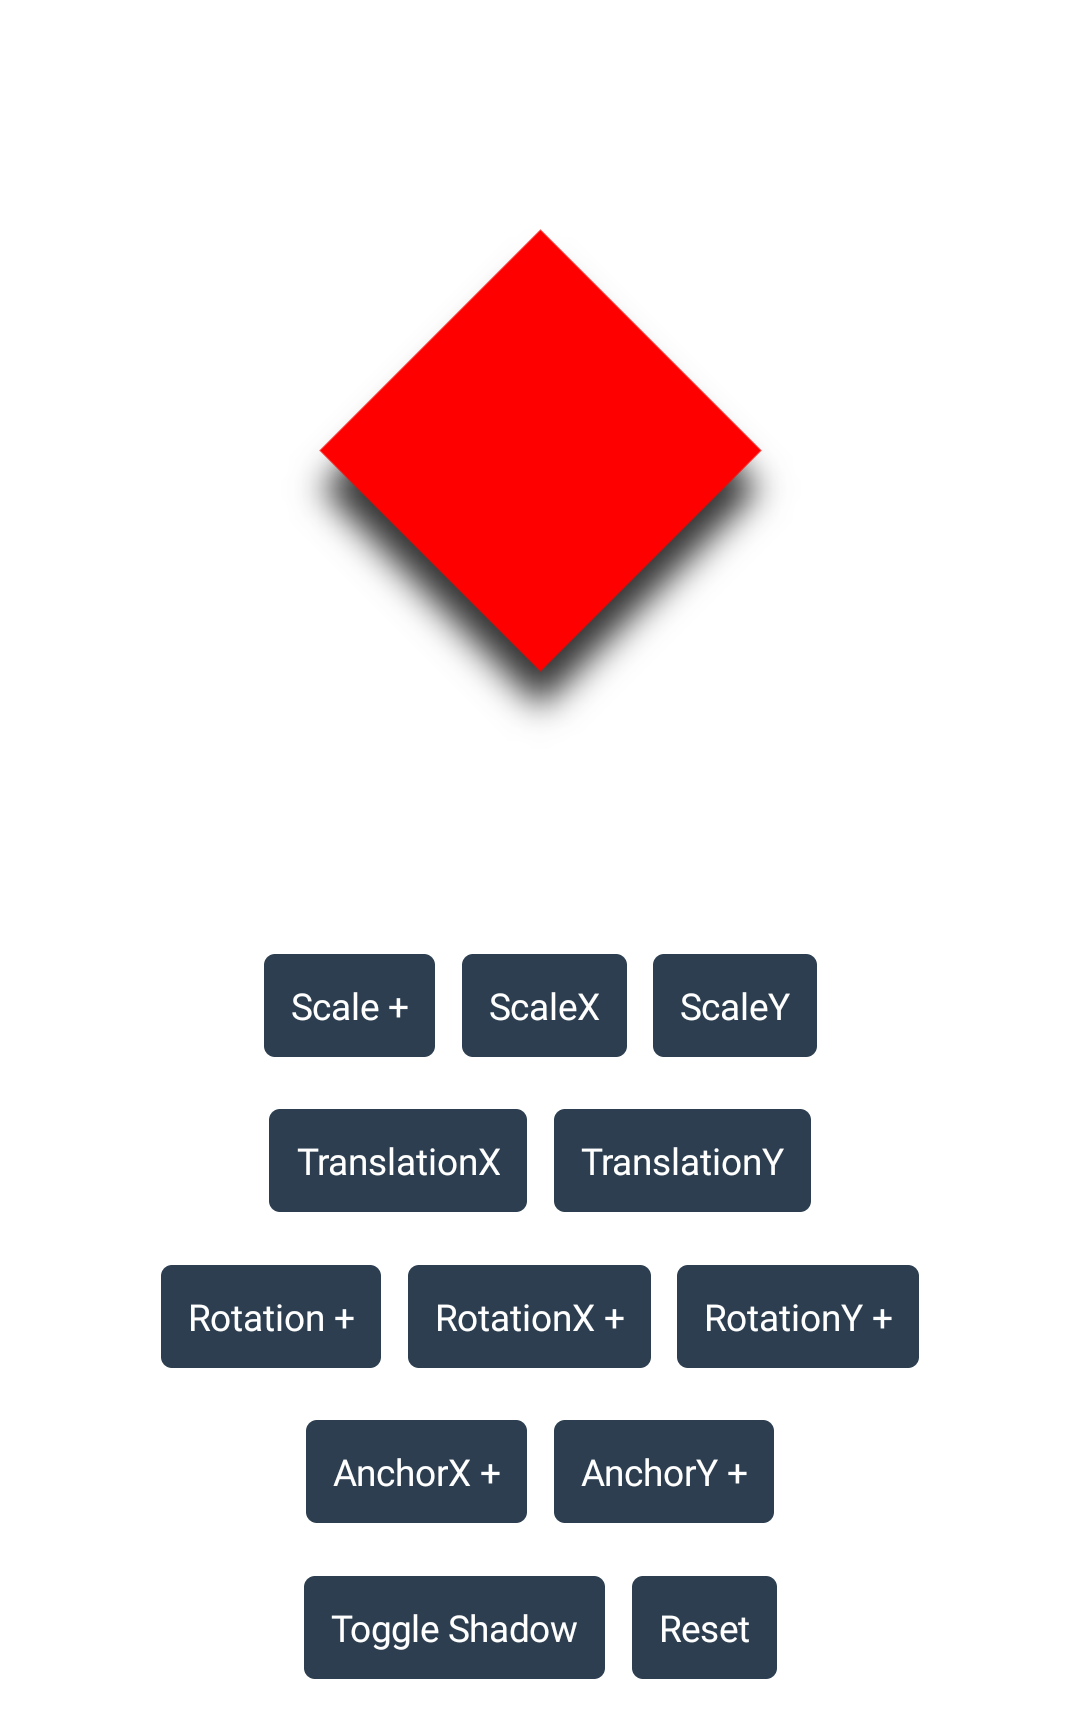 Scale + ScaleX ScaleY
TranslationX TranslationY
Rotation + RotationX + RotationY +
AnchorX + AnchorY +
Toggle Shadow Reset